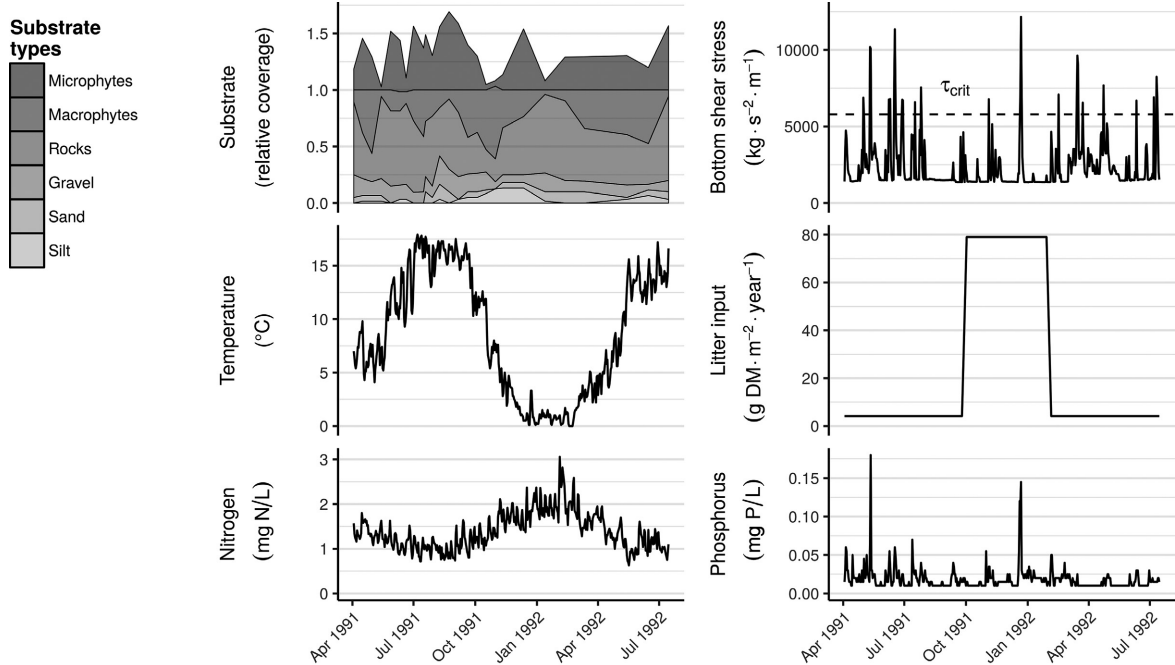 Substrate
types
Microphytes
Macrophytes
Rocks
Gravel
Sand
Silt
Substrate
(relative coverage)
1.5
1.0
0.5
0.0
Bottom shear stress
(kg · s⁻² · m⁻¹)
10000
5000
0
τcrit
Temperature
(°C)
15
10
5
0
Litter input
(g DM · m⁻² · year⁻¹)
80
60
40
20
0
Nitrogen
(mg N/L)
3
2
1
0
Phosphorus
(mg P/L)
0.15
0.10
0.05
0.00
Apr 1991
Jul 1991
Oct 1991
Jan 1992
Apr 1992
Jul 1992
Apr 1991
Jul 1991
Oct 1991
Jan 1992
Apr 1992
Jul 1992